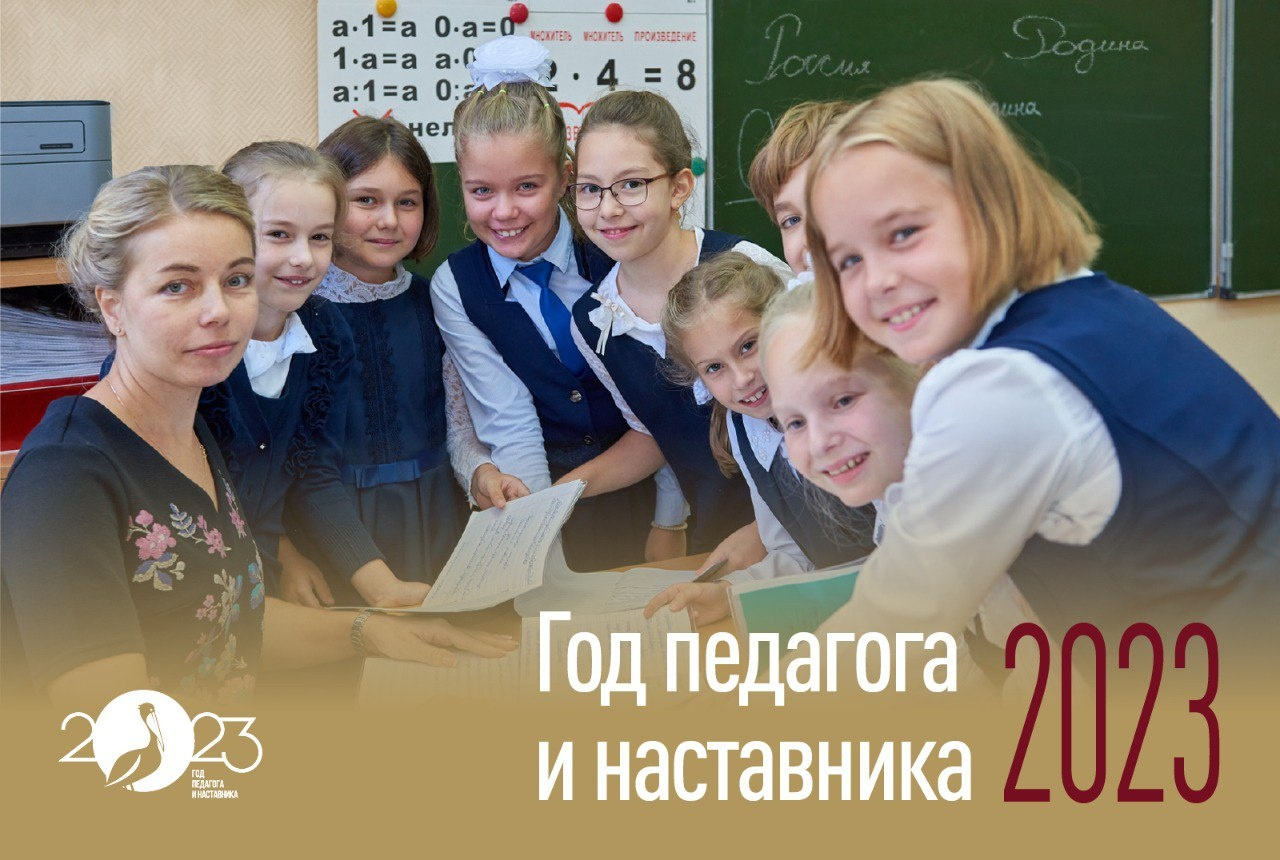 a·1=a 0·a=0
1·a=a
a:1=a
нел
МНОЖИТЕЛЬ МНОЖИТЕЛЬ ПРОИЗВЕДЕНИЕ
· 4 = 8
Россия
Родина
Год педагога
и наставника
2023
2023
ГОД
ПЕДАГОГА
И НАСТАВНИКА